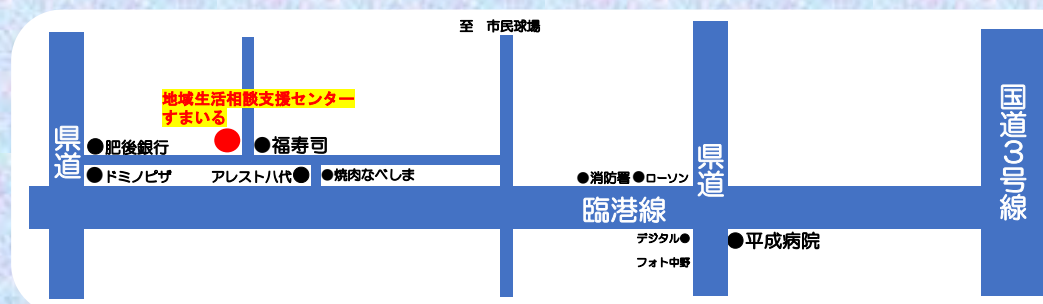 至 市民球場
地域生活相談支援センター
すまいる
県道
●肥後銀行
●福寿司
●ドミノピザ
アレスト八代●
●焼肉なべしま
●消防署
●ローソン
県道
臨港線
国道3号線
デジタル●
フォト中野
●平成病院